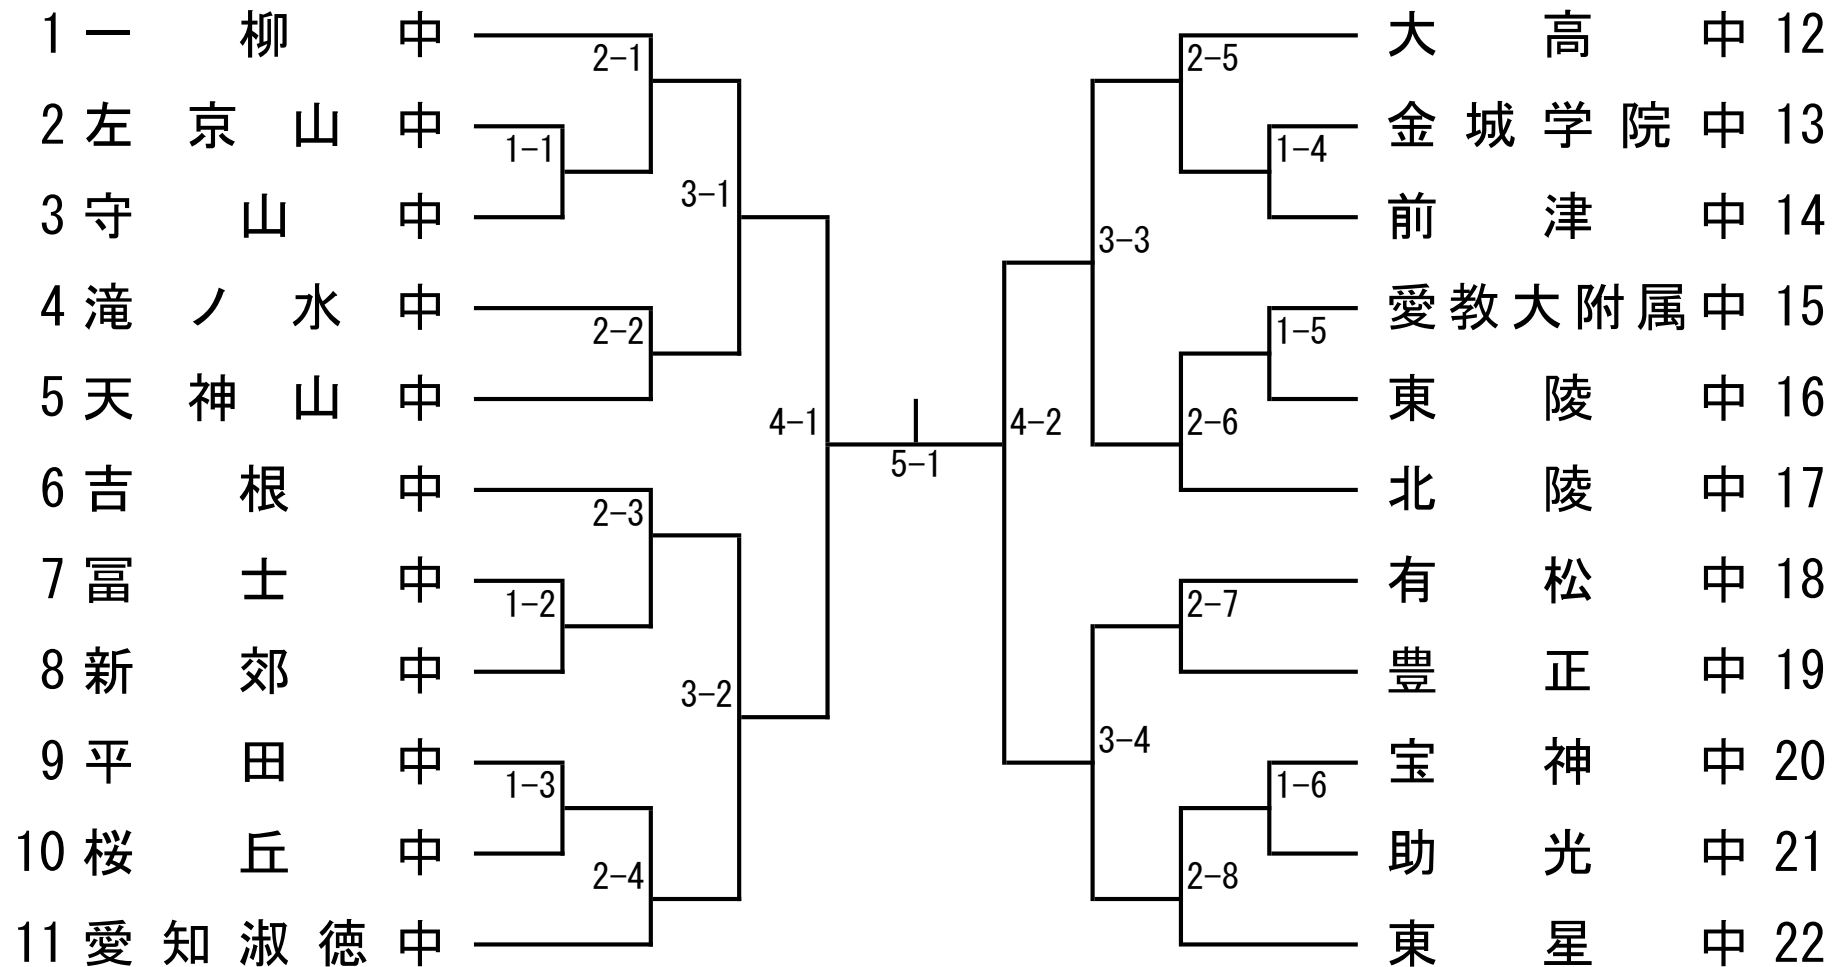 1 一柳中
2-1
2 左京山中
1-1
3 守山中
3-1
4 滝ノ水中
2-2
5 天神山中
4-1
6 吉根中
2-3
7 冨士中
1-2
8 新郊中
3-2
9 平田中
1-3
10 桜丘中
2-4
11 愛知淑徳中
5-1
大高中 12
2-5
金城学院中 13
1-4
前津中 14
3-3
愛教大附属中 15
1-5
東陵中 16
2-6
4-2
北陵中 17
有松中 18
2-7
豊正中 19
3-4
宝神中 20
1-6
助光中 21
2-8
東星中 22